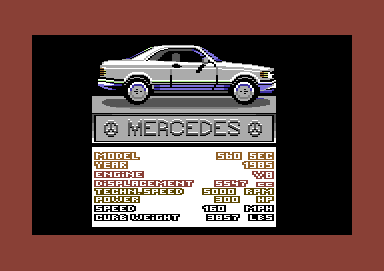 MERCEDES
MODEL 560 SEC
YEAR 1985
ENGINE V8
DISPLACEMENT 5547 cc
TECHN.SPEED 5000 RPM
POWER 300 HP
SPEED 160 MPH
CURB WEIGHT 3857 LBS